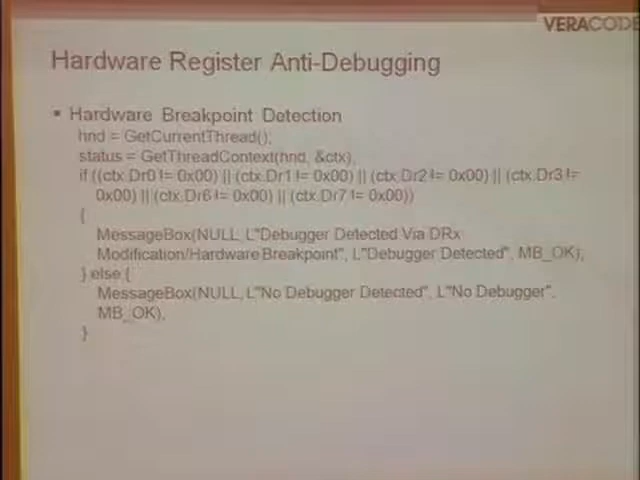 VERACODE
Hardware Register Anti-Debugging
▪ Hardware Breakpoint Detection
hnd = GetCurrentThread();
status = GetThreadContext(hnd, &ctx);
if ((ctx.Dr0 != 0x00) || (ctx.Dr1 != 0x00) || (ctx.Dr2 != 0x00) || (ctx.Dr3 !=
0x00) || (ctx.Dr6 != 0x00) || (ctx.Dr7 != 0x00))
{
MessageBox(NULL, L"Debugger Detected Via DRx
Modification/Hardware Breakpoint", L"Debugger Detected", MB_OK);
} else {
MessageBox(NULL, L"No Debugger Detected", L"No Debugger",
MB_OK);
}